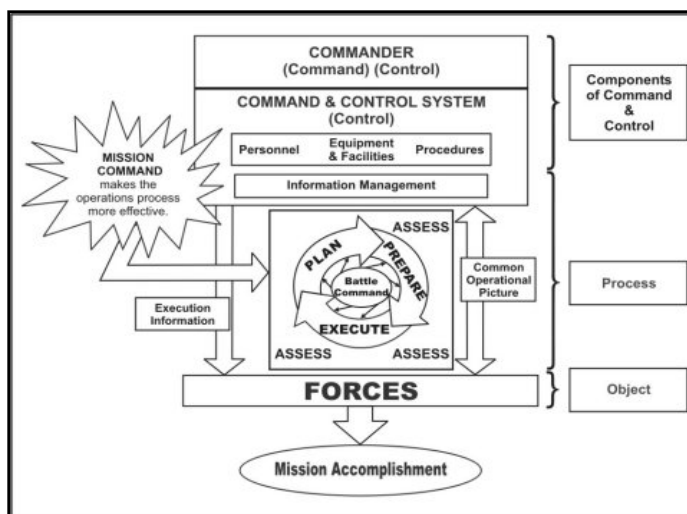 COMMANDER
(Command) (Control)
COMMAND & CONTROL SYSTEM
(Control)
Personnel
Equipment
& Facilities
Procedures
Information Management
Components
of Command
&
Control
MISSION
COMMAND
makes the
operations process
more effective.
ASSESS
PLAN
PREPARE
Battle
Command
EXECUTE
ASSESS
ASSESS
Execution
Information
Common
Operational
Picture
Process
FORCES
Object
Mission Accomplishment